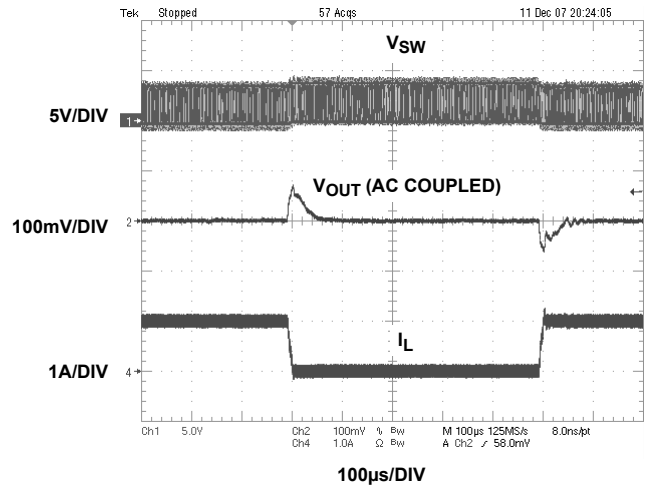 Tek Stopped 57 Acqs 11 Dec 07 20:24:05
VSW
5V/DIV
1
VOUT (AC COUPLED)
100mV/DIV
2
IL
1A/DIV
4
Ch1 5.0V Ch2 100mV ∿ BW M 100µs 125MS/s 8.0ns/pt
Ch4 1.0A Ω BW A Ch2 ∕ 58.0mV
100µs/DIV